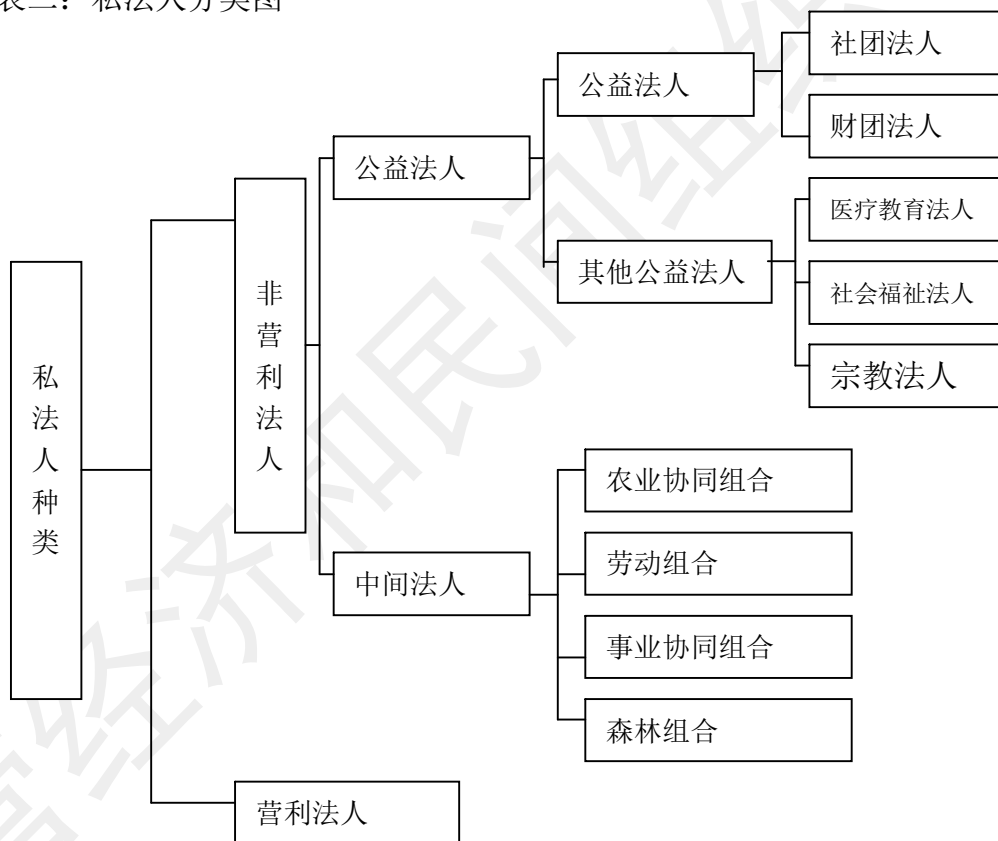 表二：私法人分类图
私法人种类
非营利法人
公益法人
公益法人
社团法人
财团法人
其他公益法人
医疗教育法人
社会福祉法人
宗教法人
中间法人
农业协同组合
劳动组合
事业协同组合
森林组合
营利法人